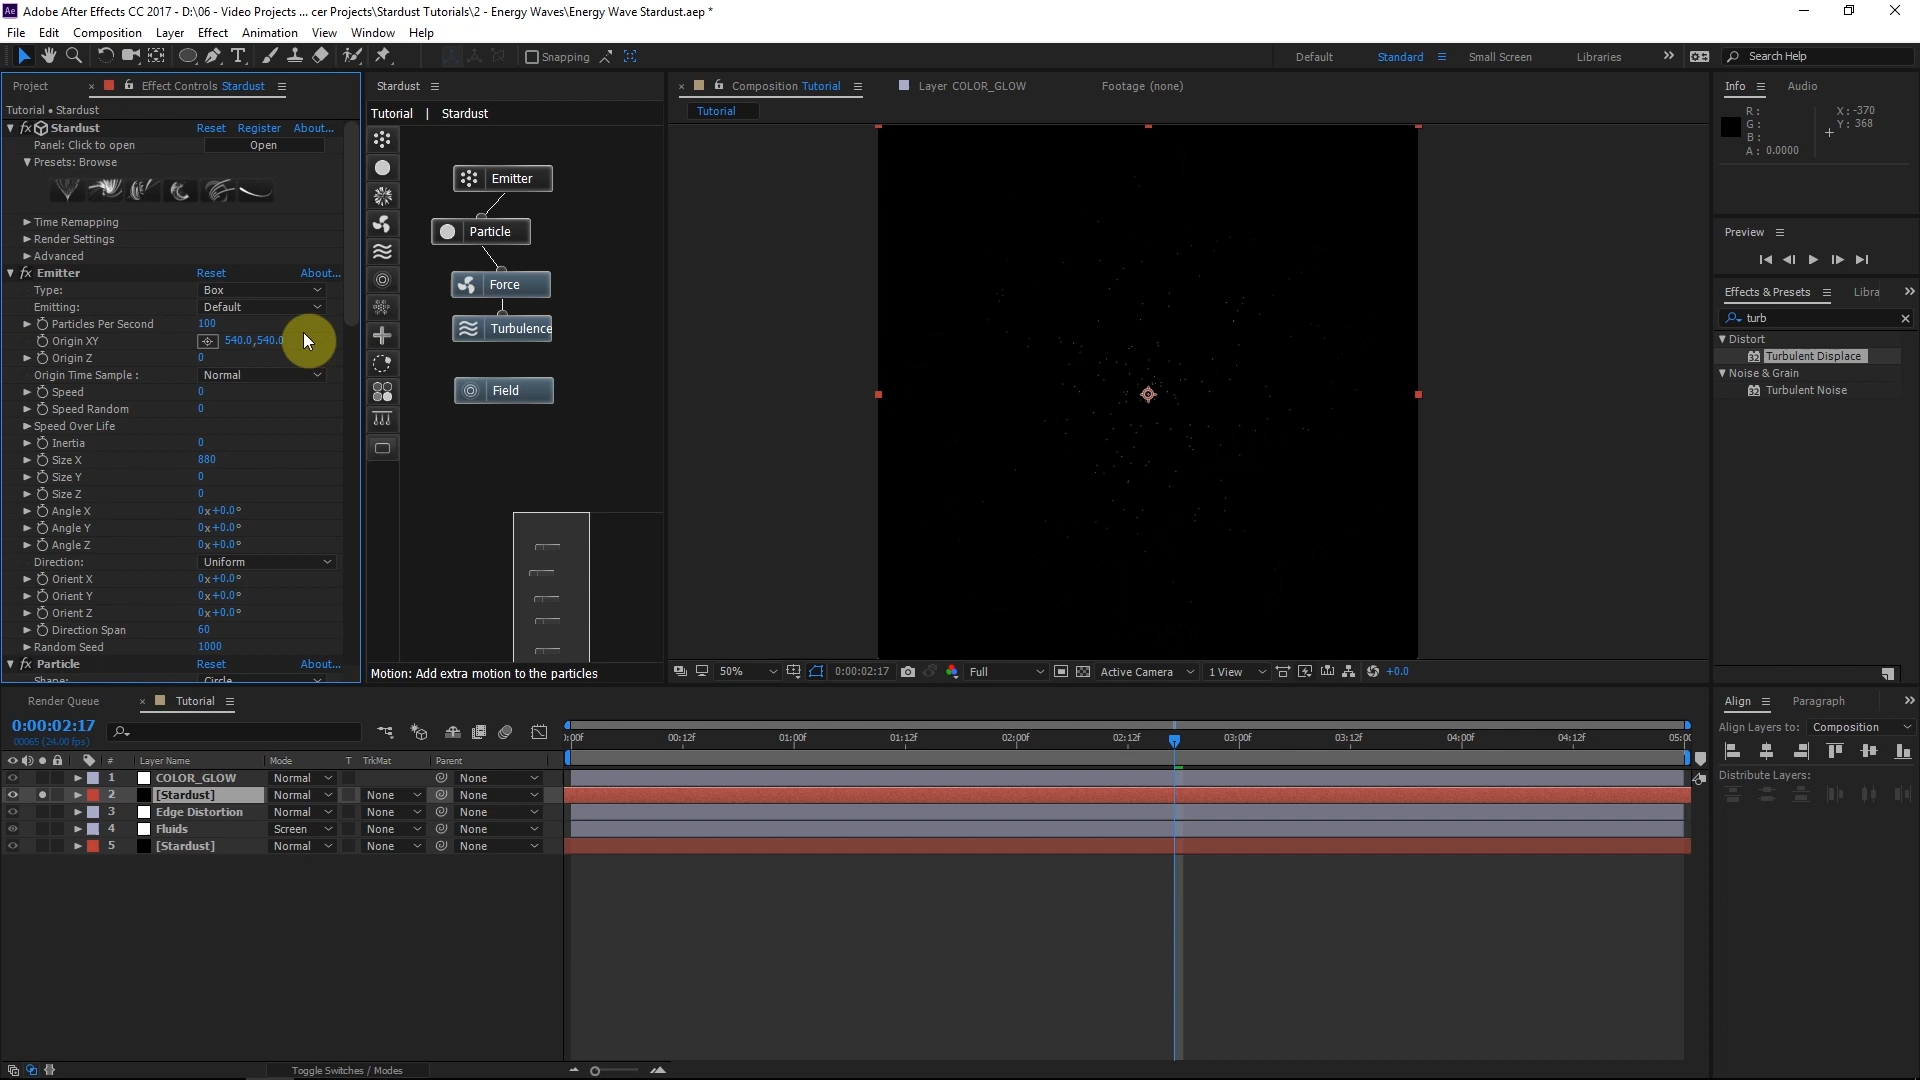 Adobe After Effects CC 2017 - D:\06 - Video Projects ... cer Projects\Stardust Tutorials\2 - Energy Waves\Energy Wave Stardust.aep *
File Edit Composition Layer Effect Animation View Window Help
Snapping
Default Standard Small Screen Libraries
Search Help
Project
Effect Controls Stardust
Tutorial • Stardust
Stardust Reset Register About...
Panel: Click to open Open
Presets: Browse
Time Remapping
Render Settings
Advanced
Emitter Reset About...
Type: Box
Emitting: Default
Particles Per Second 100
Origin XY 540.0,540.0
Origin Z 0
Origin Time Sample : Normal
Speed 0
Speed Random 0
Speed Over Life
Inertia 0
Size X 880
Size Y 0
Size Z 0
Angle X 0x+0.0°
Angle Y 0x+0.0°
Angle Z 0x+0.0°
Direction: Uniform
Orient X 0x+0.0°
Orient Y 0x+0.0°
Orient Z 0x+0.0°
Direction Span 60
Random Seed 1000
Particle Reset About...
Shape: Circle
Stardust
Tutorial | Stardust
Emitter
Particle
Force
Turbulence
Field
Motion: Add extra motion to the particles
Composition Tutorial
Layer COLOR_GLOW
Footage (none)
Tutorial
50% 0:00:02:17 Full Active Camera 1 View +0.0
Info Audio
R: X: -370
G: Y: 368
B:
A: 0.0000
Preview
Effects & Presets Libra
turb
Distort
Turbulent Displace
Noise & Grain
Turbulent Noise
Render Queue Tutorial
0:00:02:17
00065 (24.00 fps)
# Layer Name Mode T TrkMat Parent
1 COLOR_GLOW Normal None
2 [Stardust] Normal None None
3 Edge Distortion Normal None None
4 Fluids Screen None None
5 [Stardust] Normal None None
):00f 00:12f 01:00f 01:12f 02:00f 02:12f 03:00f 03:12f 04:00f 04:12f 05:00
Toggle Switches / Modes
Align Paragraph
Align Layers to: Composition
Distribute Layers: